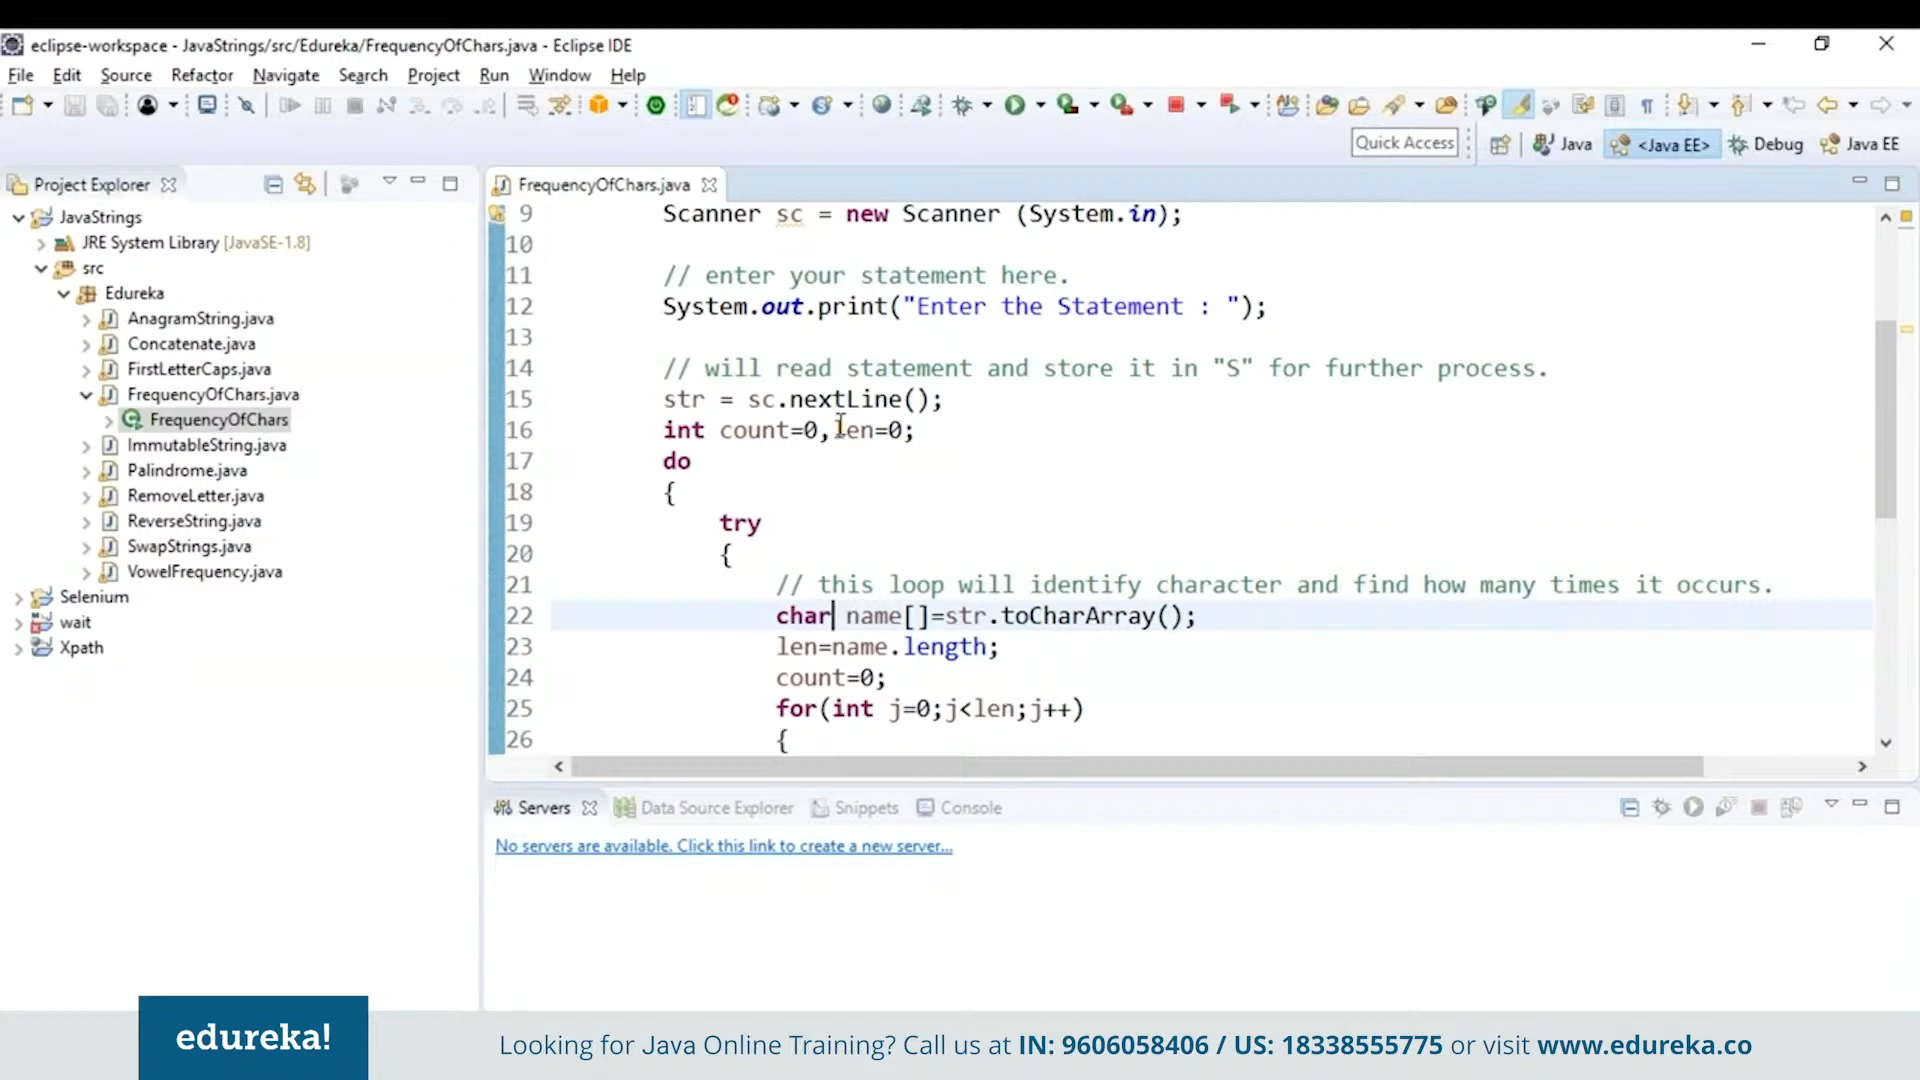 eclipse-workspace - JavaStrings/src/Edureka/FrequencyOfChars.java - Eclipse IDE
File Edit Source Refactor Navigate Search Project Run Window Help
Quick Access Java <Java EE> Debug Java EE
Project Explorer
JavaStrings
JRE System Library [JavaSE-1.8]
src
Edureka
AnagramString.java
Concatenate.java
FirstLetterCaps.java
FrequencyOfChars.java
FrequencyOfChars
ImmutableString.java
Palindrome.java
RemoveLetter.java
ReverseString.java
SwapStrings.java
VowelFrequency.java
Selenium
wait
Xpath
FrequencyOfChars.java
9 Scanner sc = new Scanner (System.in);
10
11 // enter your statement here.
12 System.out.print("Enter the Statement : ");
13
14 // will read statement and store it in "S" for further process.
15 str = sc.nextLine();
16 int count=0,len=0;
17 do
18 {
19 try
20 {
21 // this loop will identify character and find how many times it occurs.
22 char name[]=str.toCharArray();
23 len=name.length;
24 count=0;
25 for(int j=0;j<len;j++)
26 {
Servers Data Source Explorer Snippets Console
No servers are available. Click this link to create a new server...
edureka!
Looking for Java Online Training? Call us at IN: 9606058406 / US: 18338555775 or visit www.edureka.co